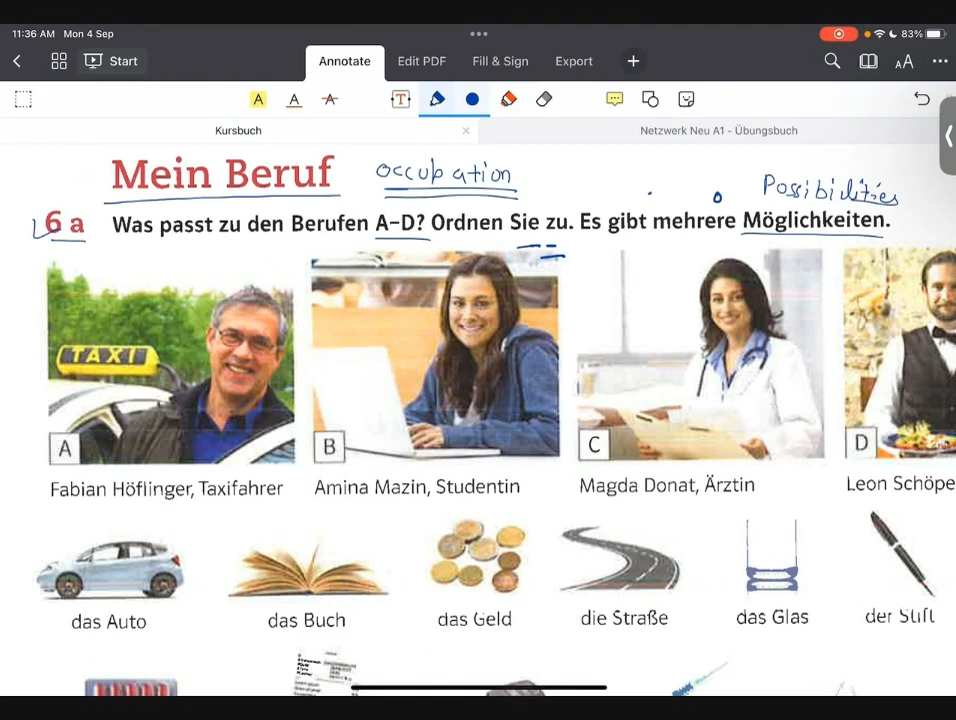 11:36 AM Mon 4 Sep
83%
Start
Annotate
Edit PDF
Fill & Sign
Export
Kursbuch
Netzwerk Neu A1 - Übungsbuch
Mein Beruf occupation
Possibilities
6 a Was passt zu den Berufen A–D? Ordnen Sie zu. Es gibt mehrere Möglichkeiten.
TAXI
A
B
C
D
Fabian Höflinger, Taxifahrer
Amina Mazin, Studentin
Magda Donat, Ärztin
Leon Schöpe
das Auto
das Buch
das Geld
die Straße
das Glas
der Stift